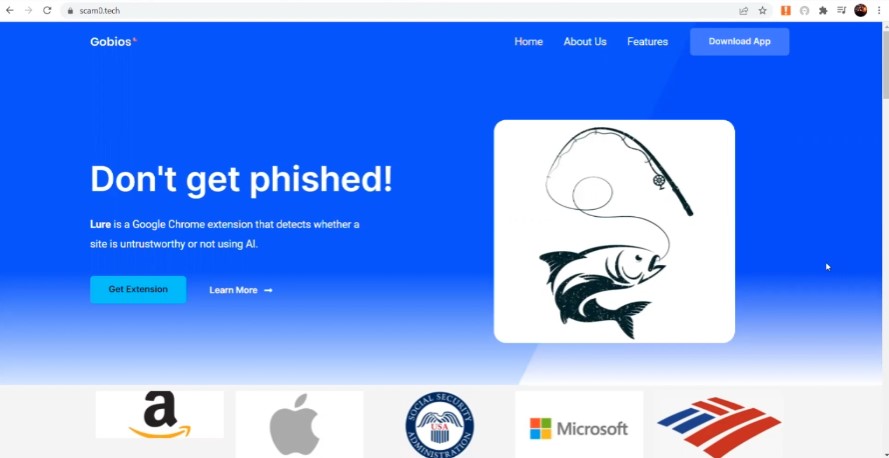 scam0.tech
Gobios
Home About Us Features Download App
Don't get phished!
Lure is a Google Chrome extension that detects whether a
site is untrustworthy or not using AI.
Get Extension Learn More →
a
SOCIAL SECURITY
USA
ADMINISTRATION
Microsoft